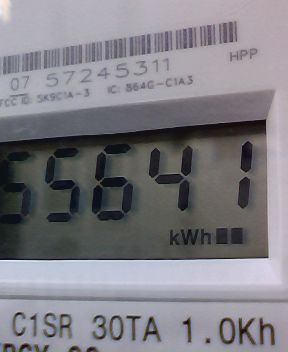 07 57245311
HPP
FCC ID: SK9C1A-3 IC: 864G-C1A3
55641
kWh
C1SR 30TA 1.0Kh